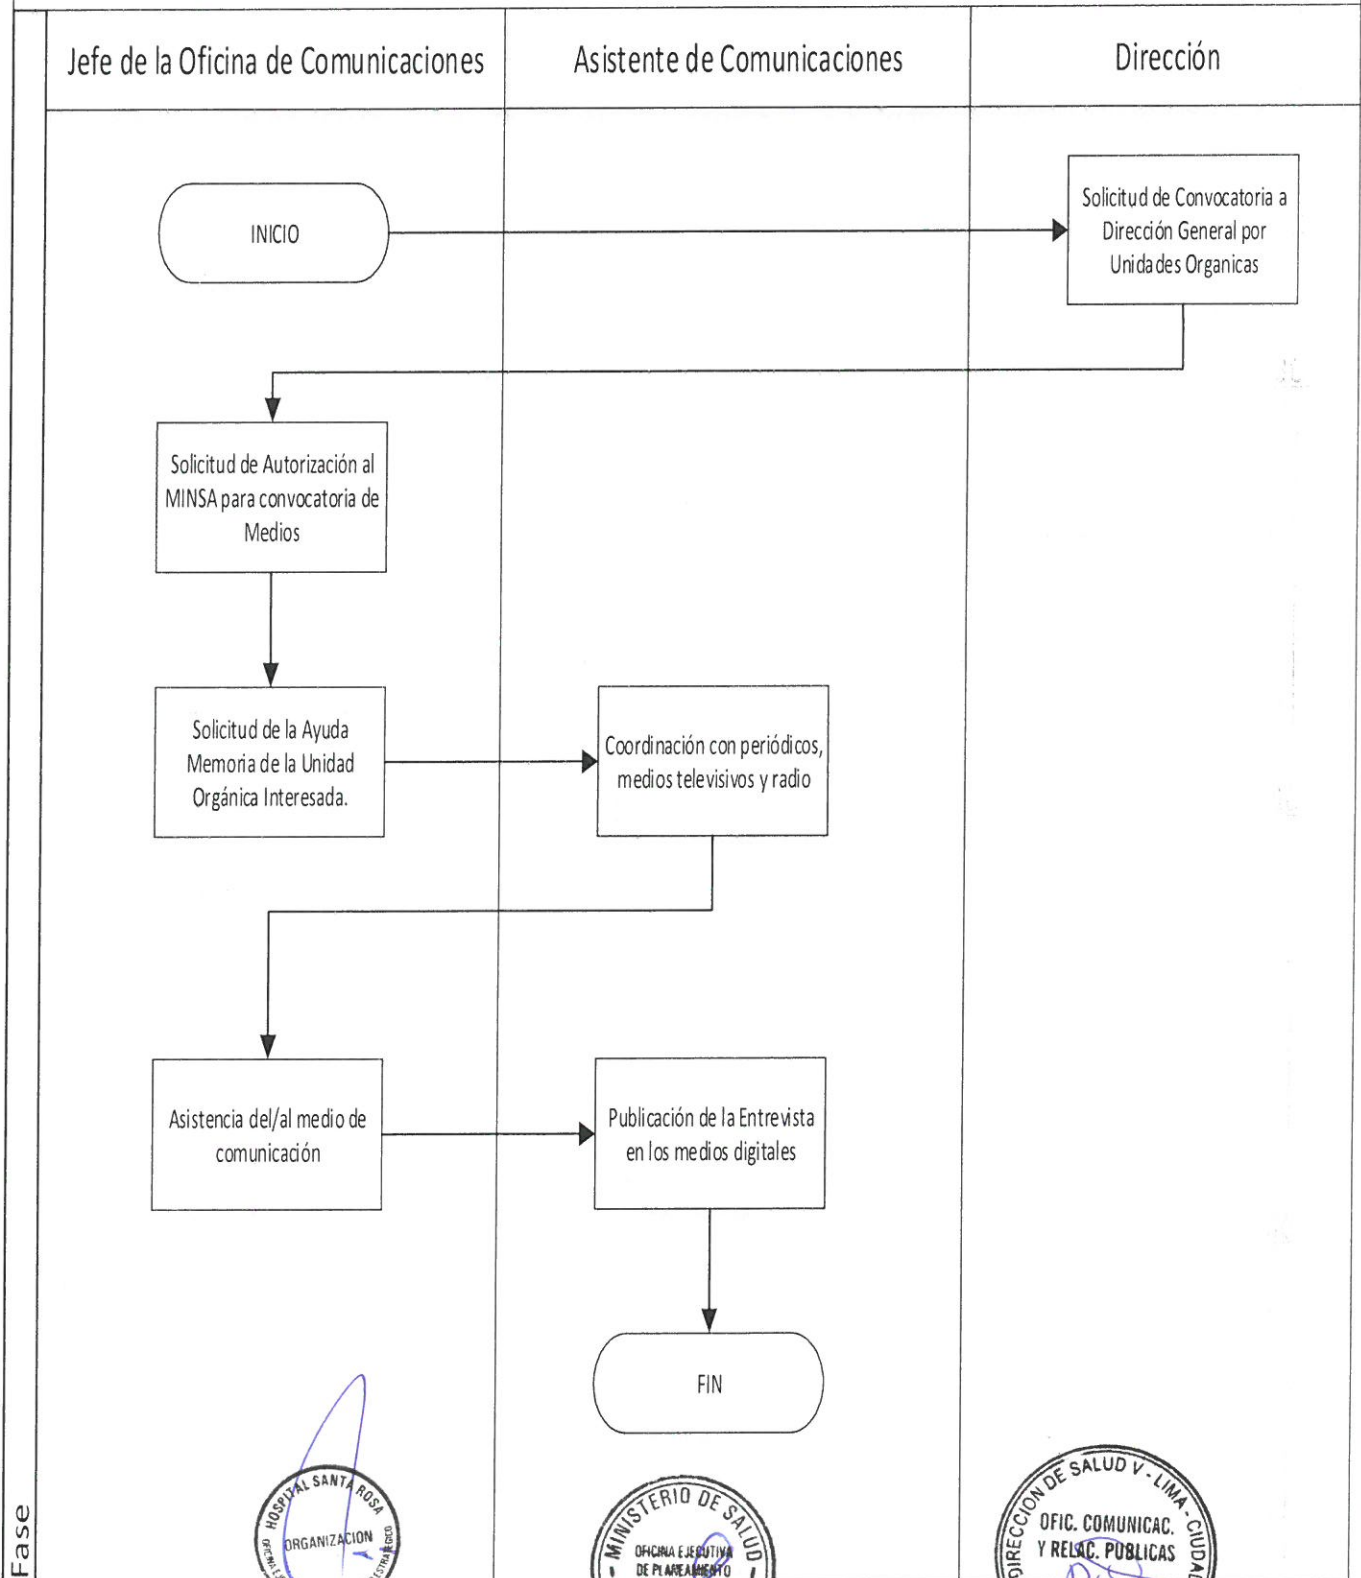 Jefe de la Oficina de Comunicaciones
Asistente de Comunicaciones
Dirección
INICIO
Solicitud de Convocatoria a
Dirección General por
Unidades Organicas
Solicitud de Autorización al
MINSA para convocatoria de
Medios
Solicitud de la Ayuda
Memoria de la Unidad
Orgánica Interesada.
Coordinación con periódicos,
medios televisivos y radio
Asistencia del/al medio de
comunicación
Publicación de la Entrevista
en los medios digitales
FIN
Fase
HOSPITAL SANTA ROSA
ORGANIZACION
MINISTERIO DE SALUD
OFICINA EJECUTIVA
DE PLANEAMIENTO
DIRECCION DE SALUD V - LIMA - CIUDAD
OFIC. COMUNICAC.
Y RELAC. PUBLICAS